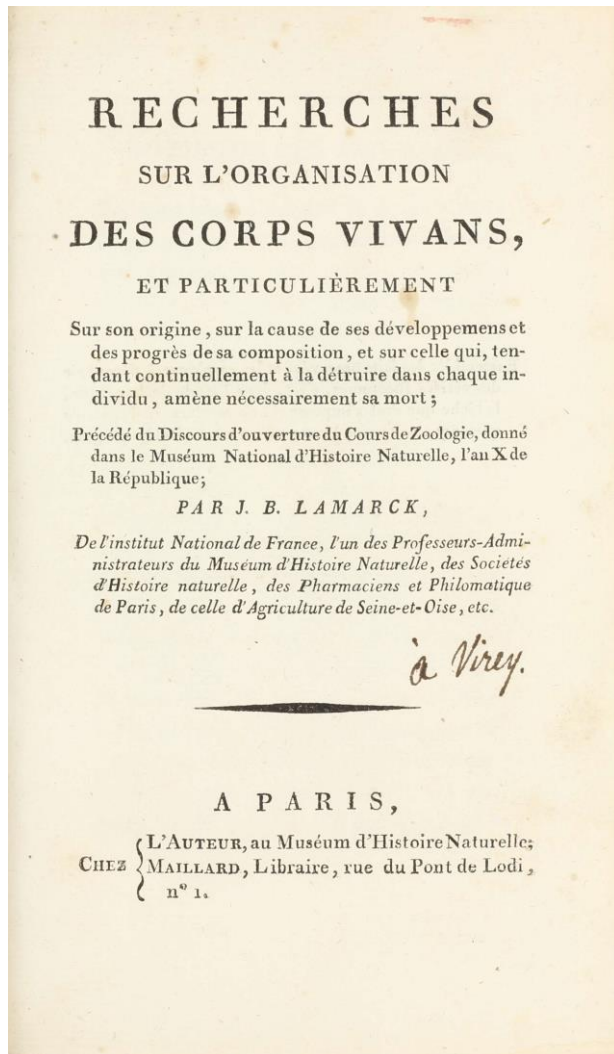 RECHERCHES
SUR L'ORGANISATION
DES CORPS VIVANS,
ET PARTICULIÈREMENT
Sur son origine, sur la cause de ses développemens et
des progrès de sa composition, et sur celle qui, ten-
dant continuellement à la détruire dans chaque in-
dividu, amène nécessairement sa mort;
Précédé du Discours d'ouverture du Cours de Zoologie, donné
dans le Muséum National d'Histoire Naturelle, l'an X de
la République;
PAR J. B. LAMARCK,
De l'institut National de France, l'un des Professeurs-Admi-
nistrateurs du Muséum d'Histoire Naturelle, des Sociétés
d'Histoire naturelle, des Pharmaciens et Philomatique
de Paris, de celle d'Agriculture de Seine-et-Oise, etc.
à Virey.
A PARIS,
L'AUTEUR, au Muséum d'Histoire Naturelle;
CHEZ MAILLARD, Libraire, rue du Pont de Lodi,
nº 1.